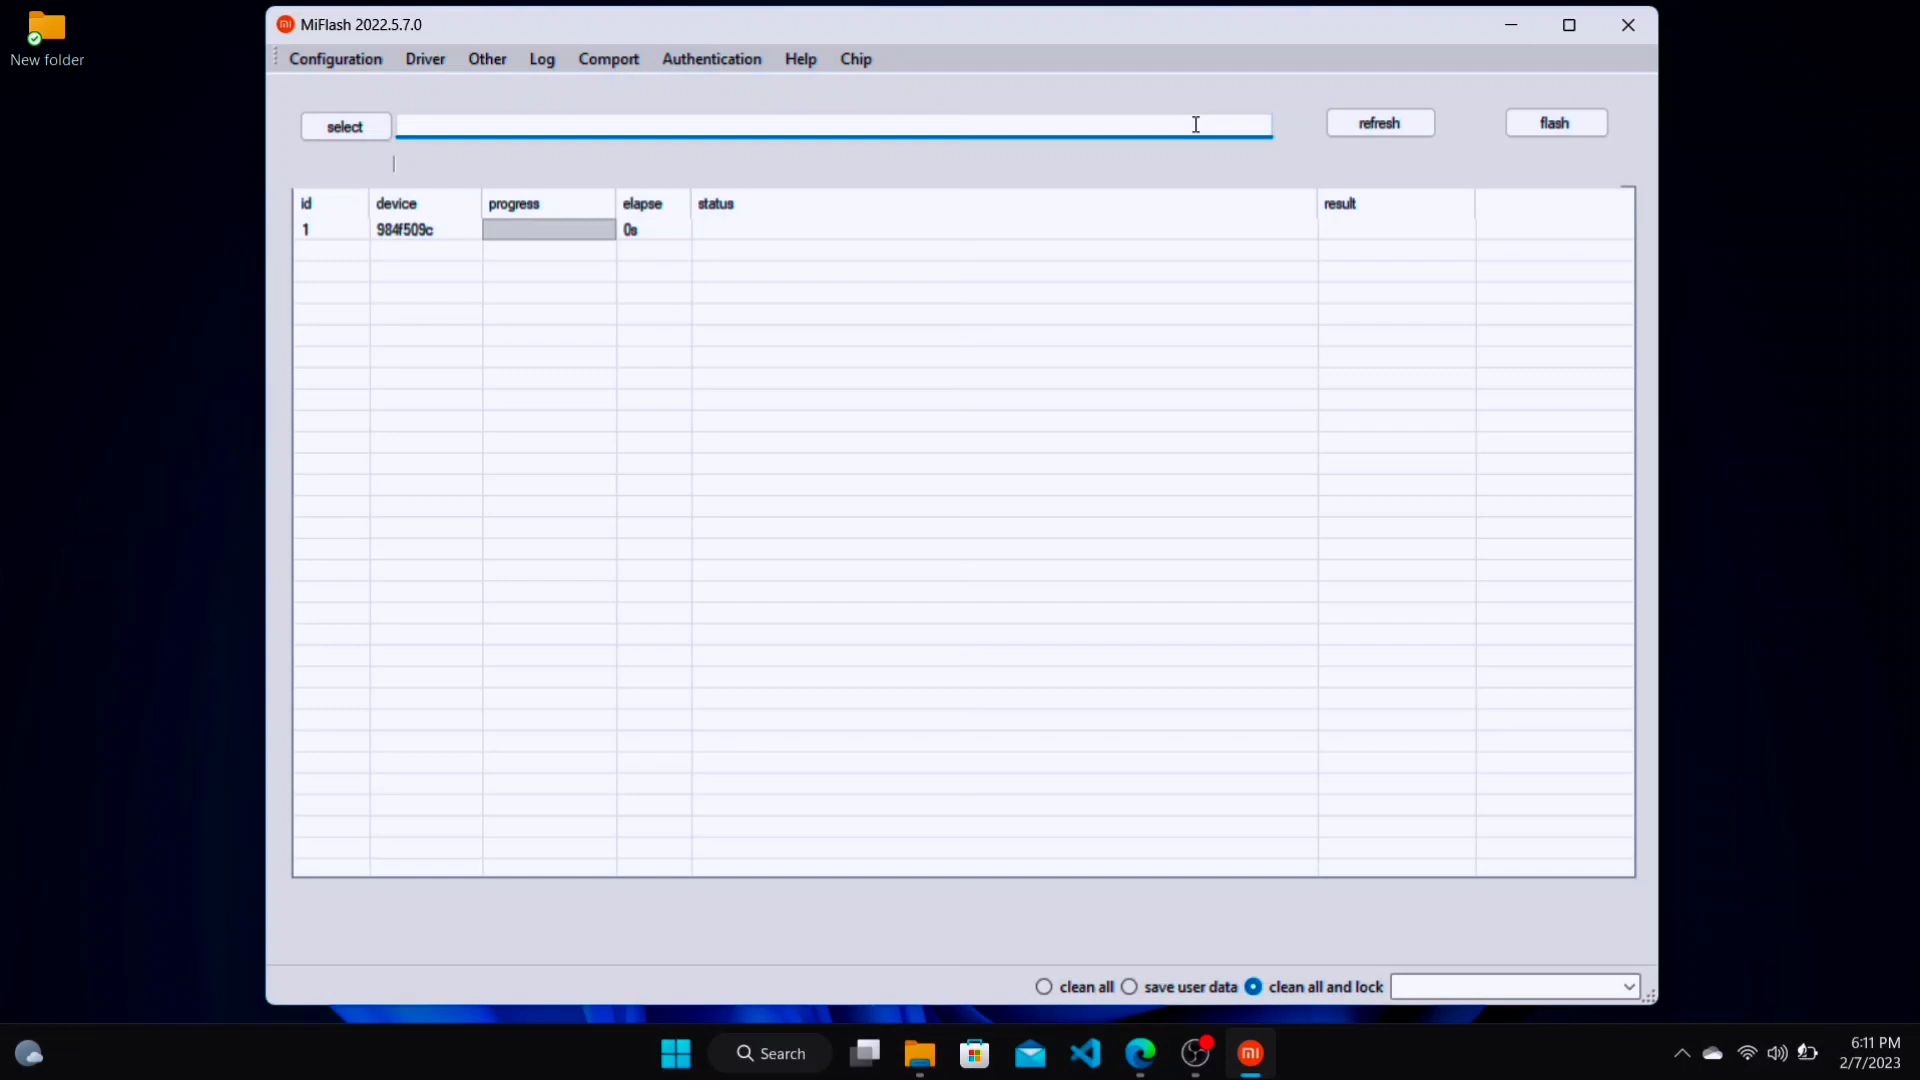 New folder
MiFlash 2022.5.7.0
Configuration Driver Other Log Comport Authentication Help Chip
select refresh flash
id device progress elapse status result
1 984f509c 0s
clean all save user data clean all and lock
Search
6:11 PM
2/7/2023